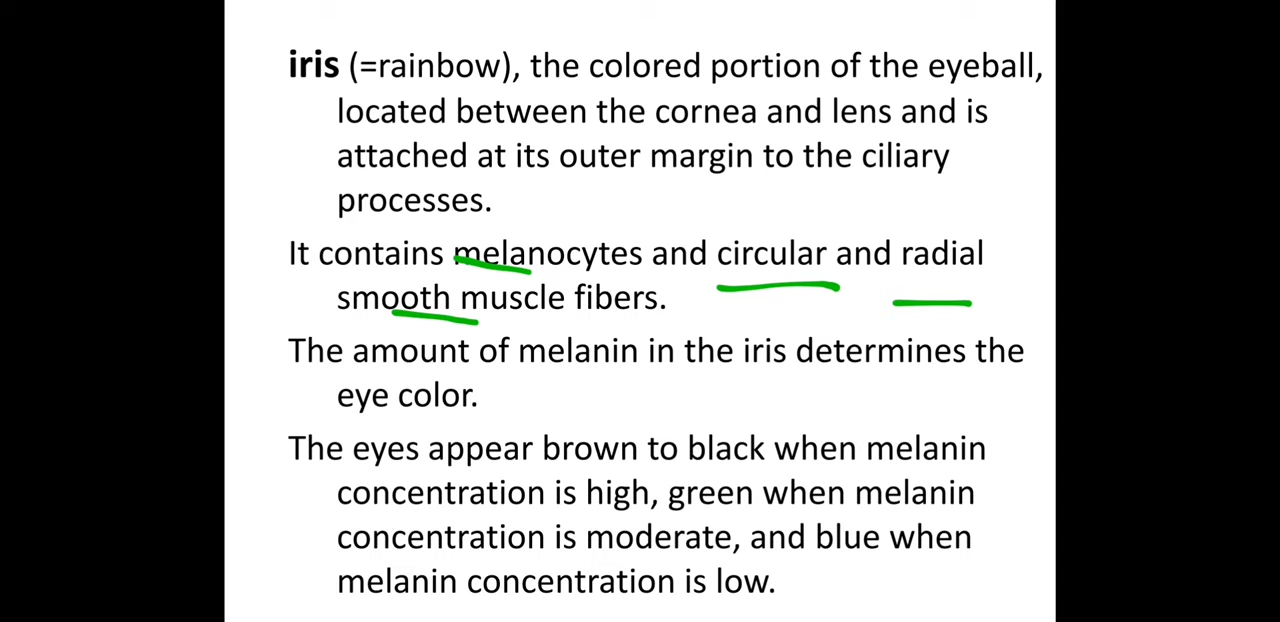 iris (=rainbow), the colored portion of the eyeball,
located between the cornea and lens and is
attached at its outer margin to the ciliary
processes.
It contains melanocytes and circular and radial
smooth muscle fibers.
The amount of melanin in the iris determines the
eye color.
The eyes appear brown to black when melanin
concentration is high, green when melanin
concentration is moderate, and blue when
melanin concentration is low.